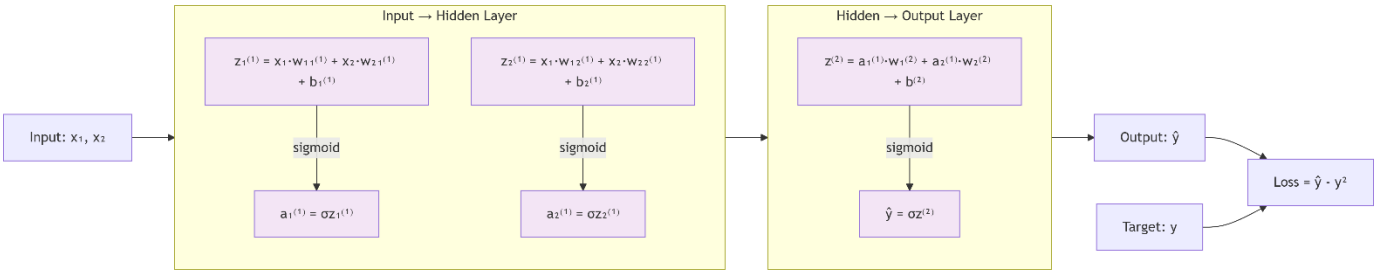 Input → Hidden Layer
Hidden → Output Layer
z₁⁽¹⁾ = x₁·w₁₁⁽¹⁾ + x₂·w₂₁⁽¹⁾
+ b₁⁽¹⁾
z₂⁽¹⁾ = x₁·w₁₂⁽¹⁾ + x₂·w₂₂⁽¹⁾
+ b₂⁽¹⁾
z⁽²⁾ = a₁⁽¹⁾·w₁⁽²⁾ + a₂⁽¹⁾·w₂⁽²⁾
+ b⁽²⁾
Input: x₁, x₂
sigmoid
sigmoid
sigmoid
Output: ŷ
Loss = ŷ - y²
a₁⁽¹⁾ = σz₁⁽¹⁾
a₂⁽¹⁾ = σz₂⁽¹⁾
ŷ = σz⁽²⁾
Target: y